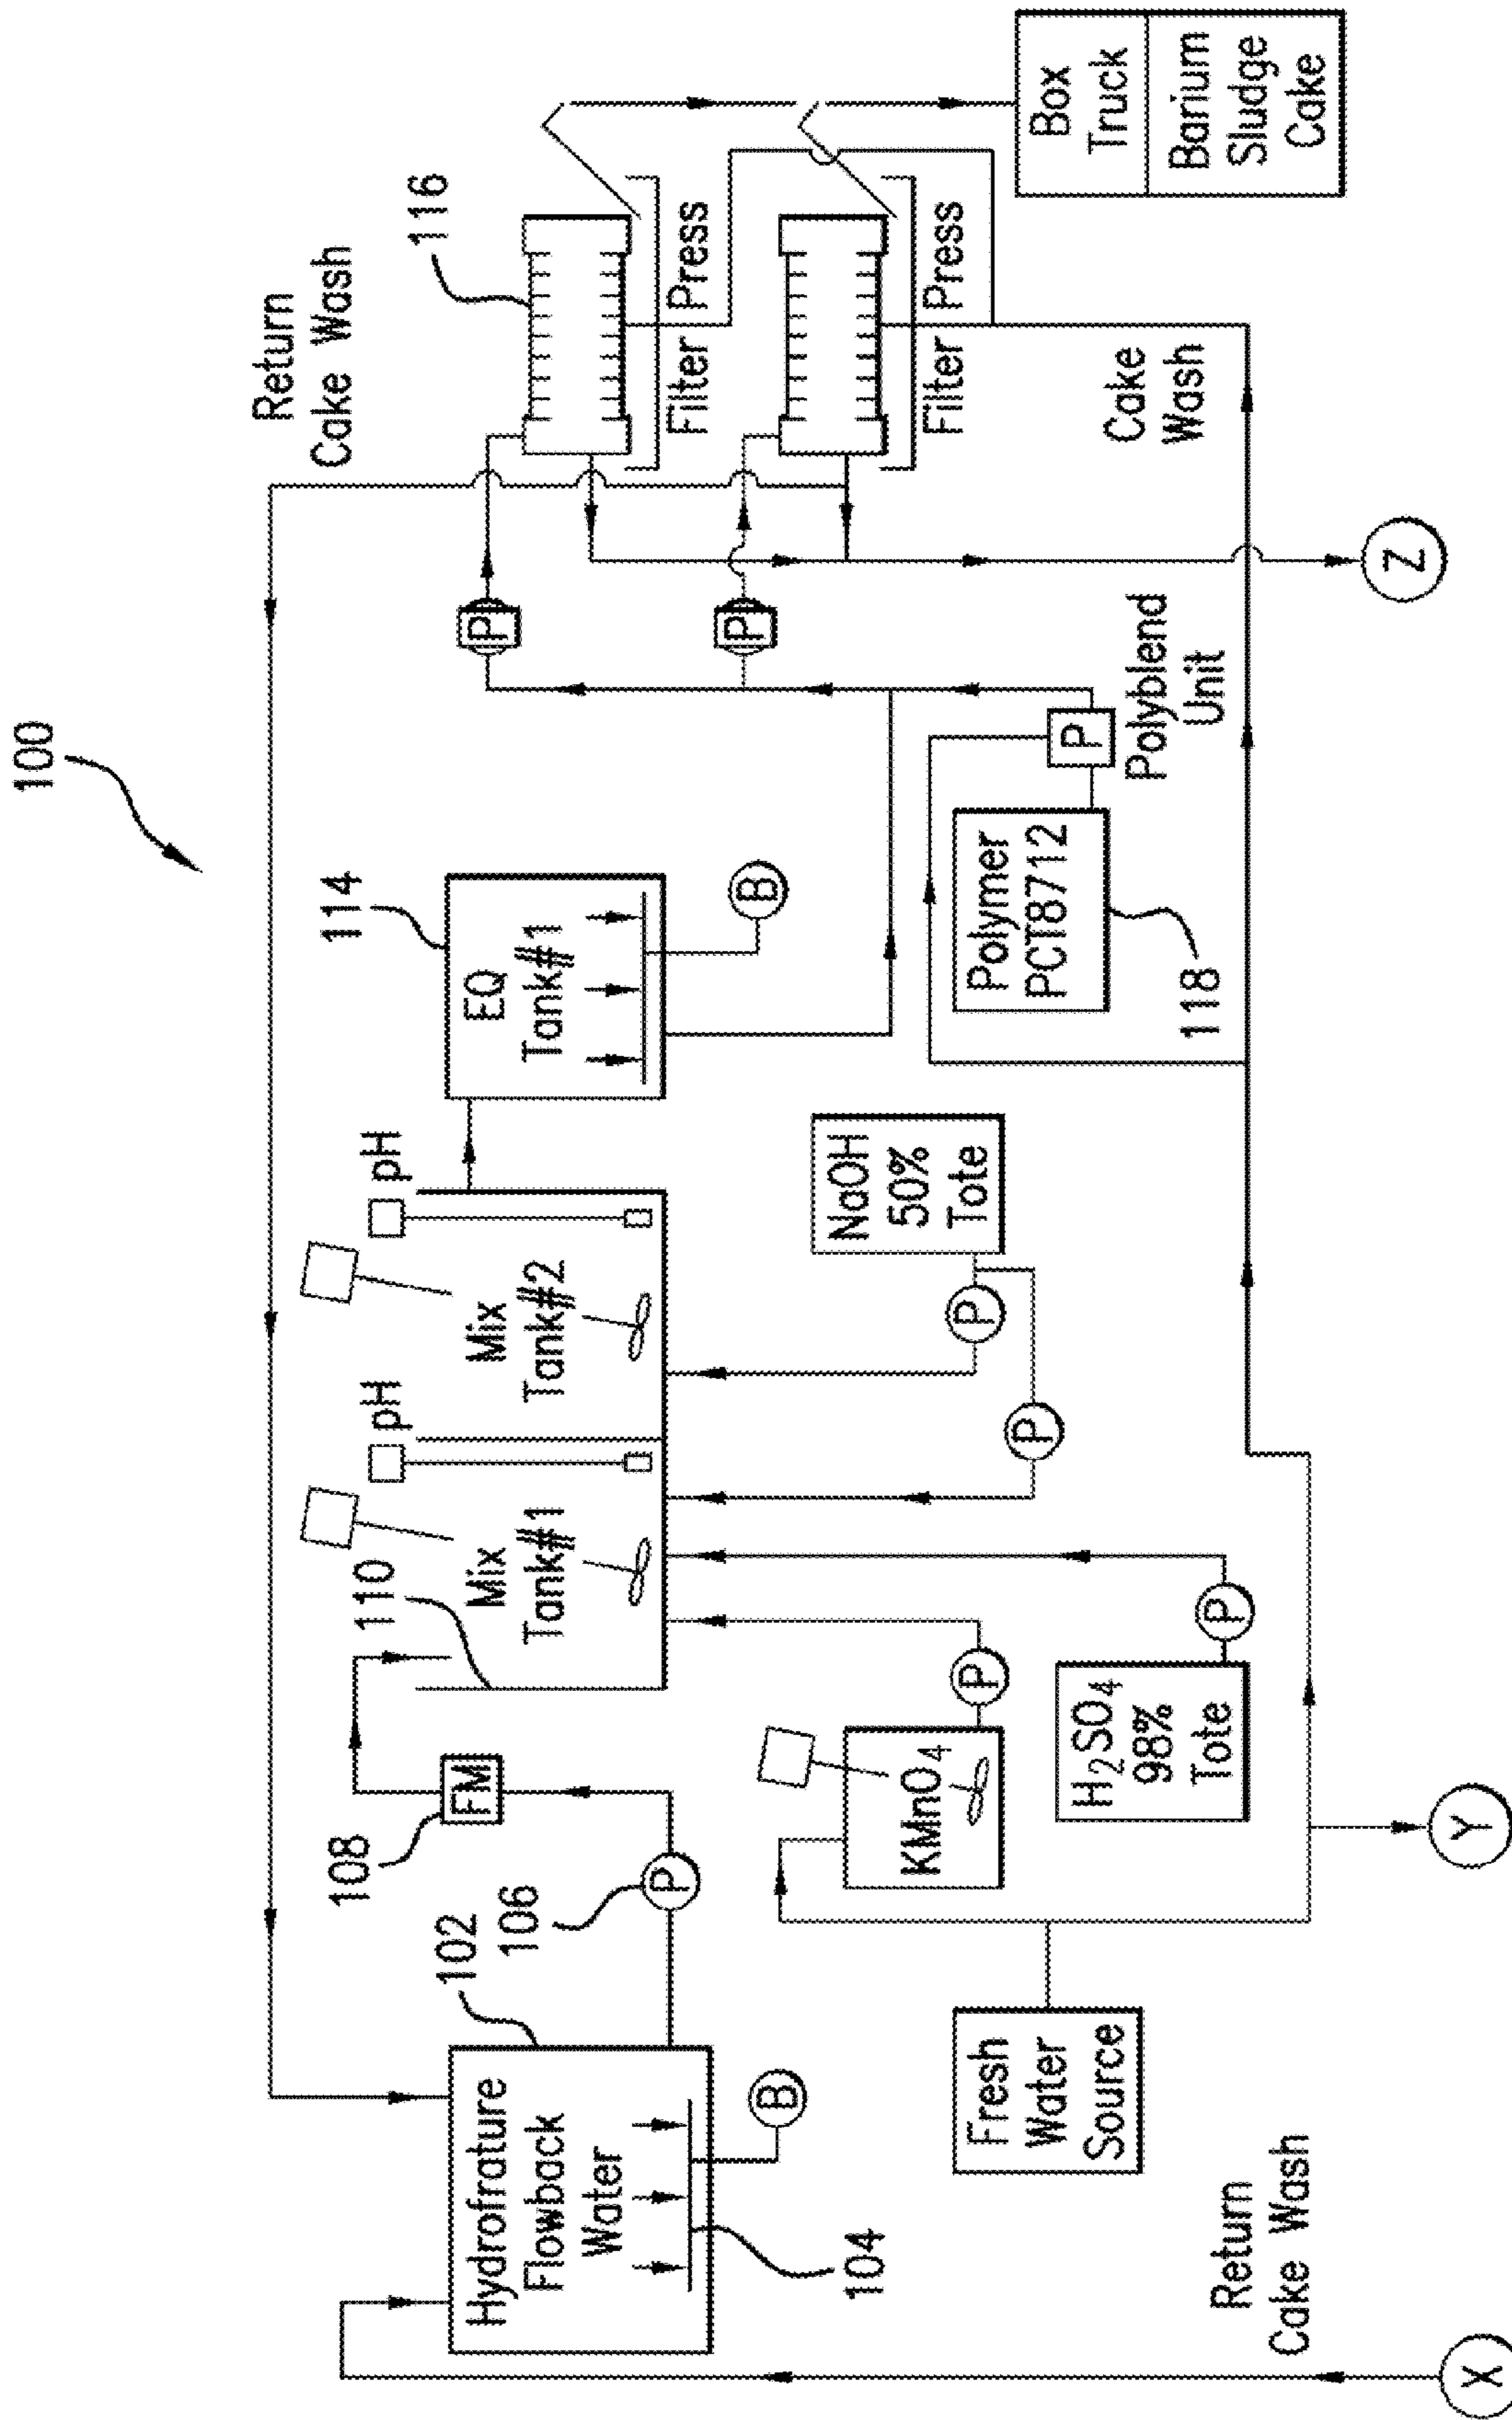 100
Return
Cake Wash
116
Filter Press
Filter Press
Box
Truck
Barium
Sludge
Cake
Cake
Wash
P
P
Z
114
EQ
Tank#1
B
Polymer
PCT8712
118
P
Polyblend
Unit
pH
Mix
Tank#2
pH
Mix
Tank#1
110
NaOH
50%
Tote
P
P
FM
108
P
106
102
Hydrofrature
Flowback
Water
B
104
KMnO4
P
H2SO4
98%
Tote
P
Fresh
Water
Source
Y
Return
Cake Wash
X